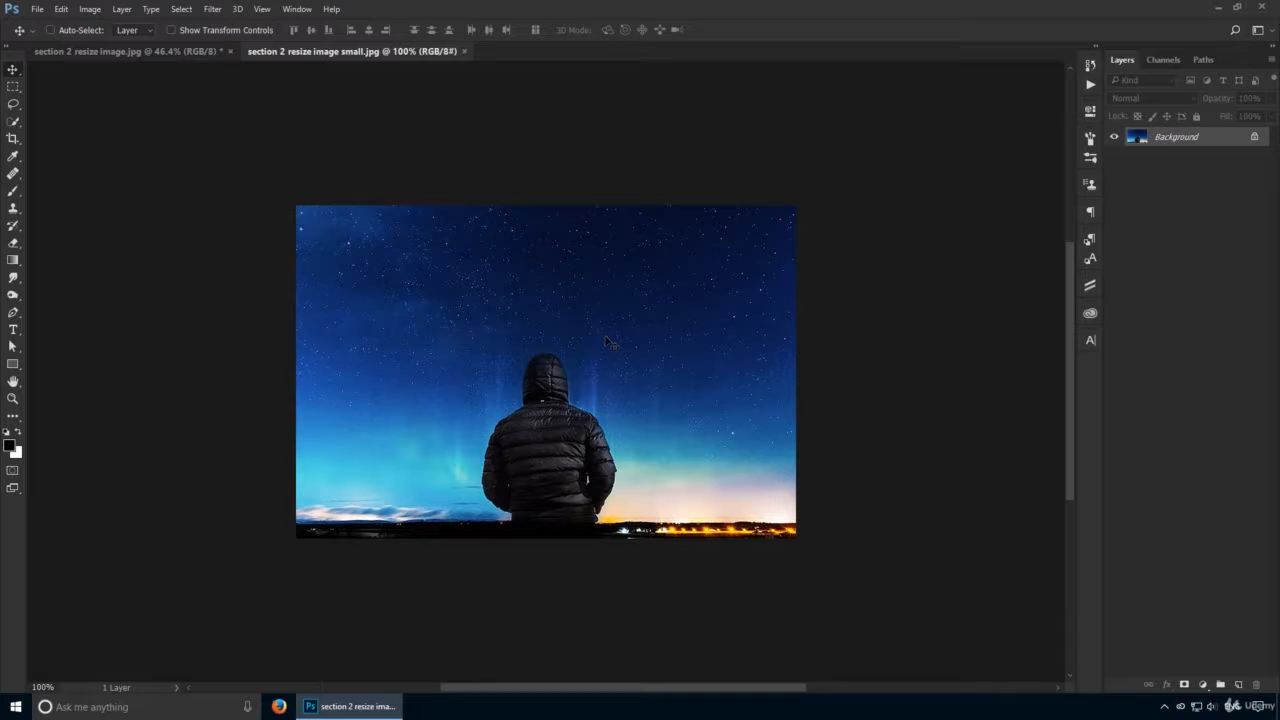 Ps File Edit Image Layer Type Select Filter 3D View Window Help
Auto-Select: Layer Show Transform Controls 3D Mode:
section 2 resize image.jpg @ 46.4% (RGB/8) * × section 2 resize image small.jpg @ 100% (RGB/8#) ×
Layers Channels Paths
Kind
Normal Opacity: 100%
Lock: Fill: 100%
Background
100% 1 Layer
Ask me anything Ps section 2 resize ima... Udemy